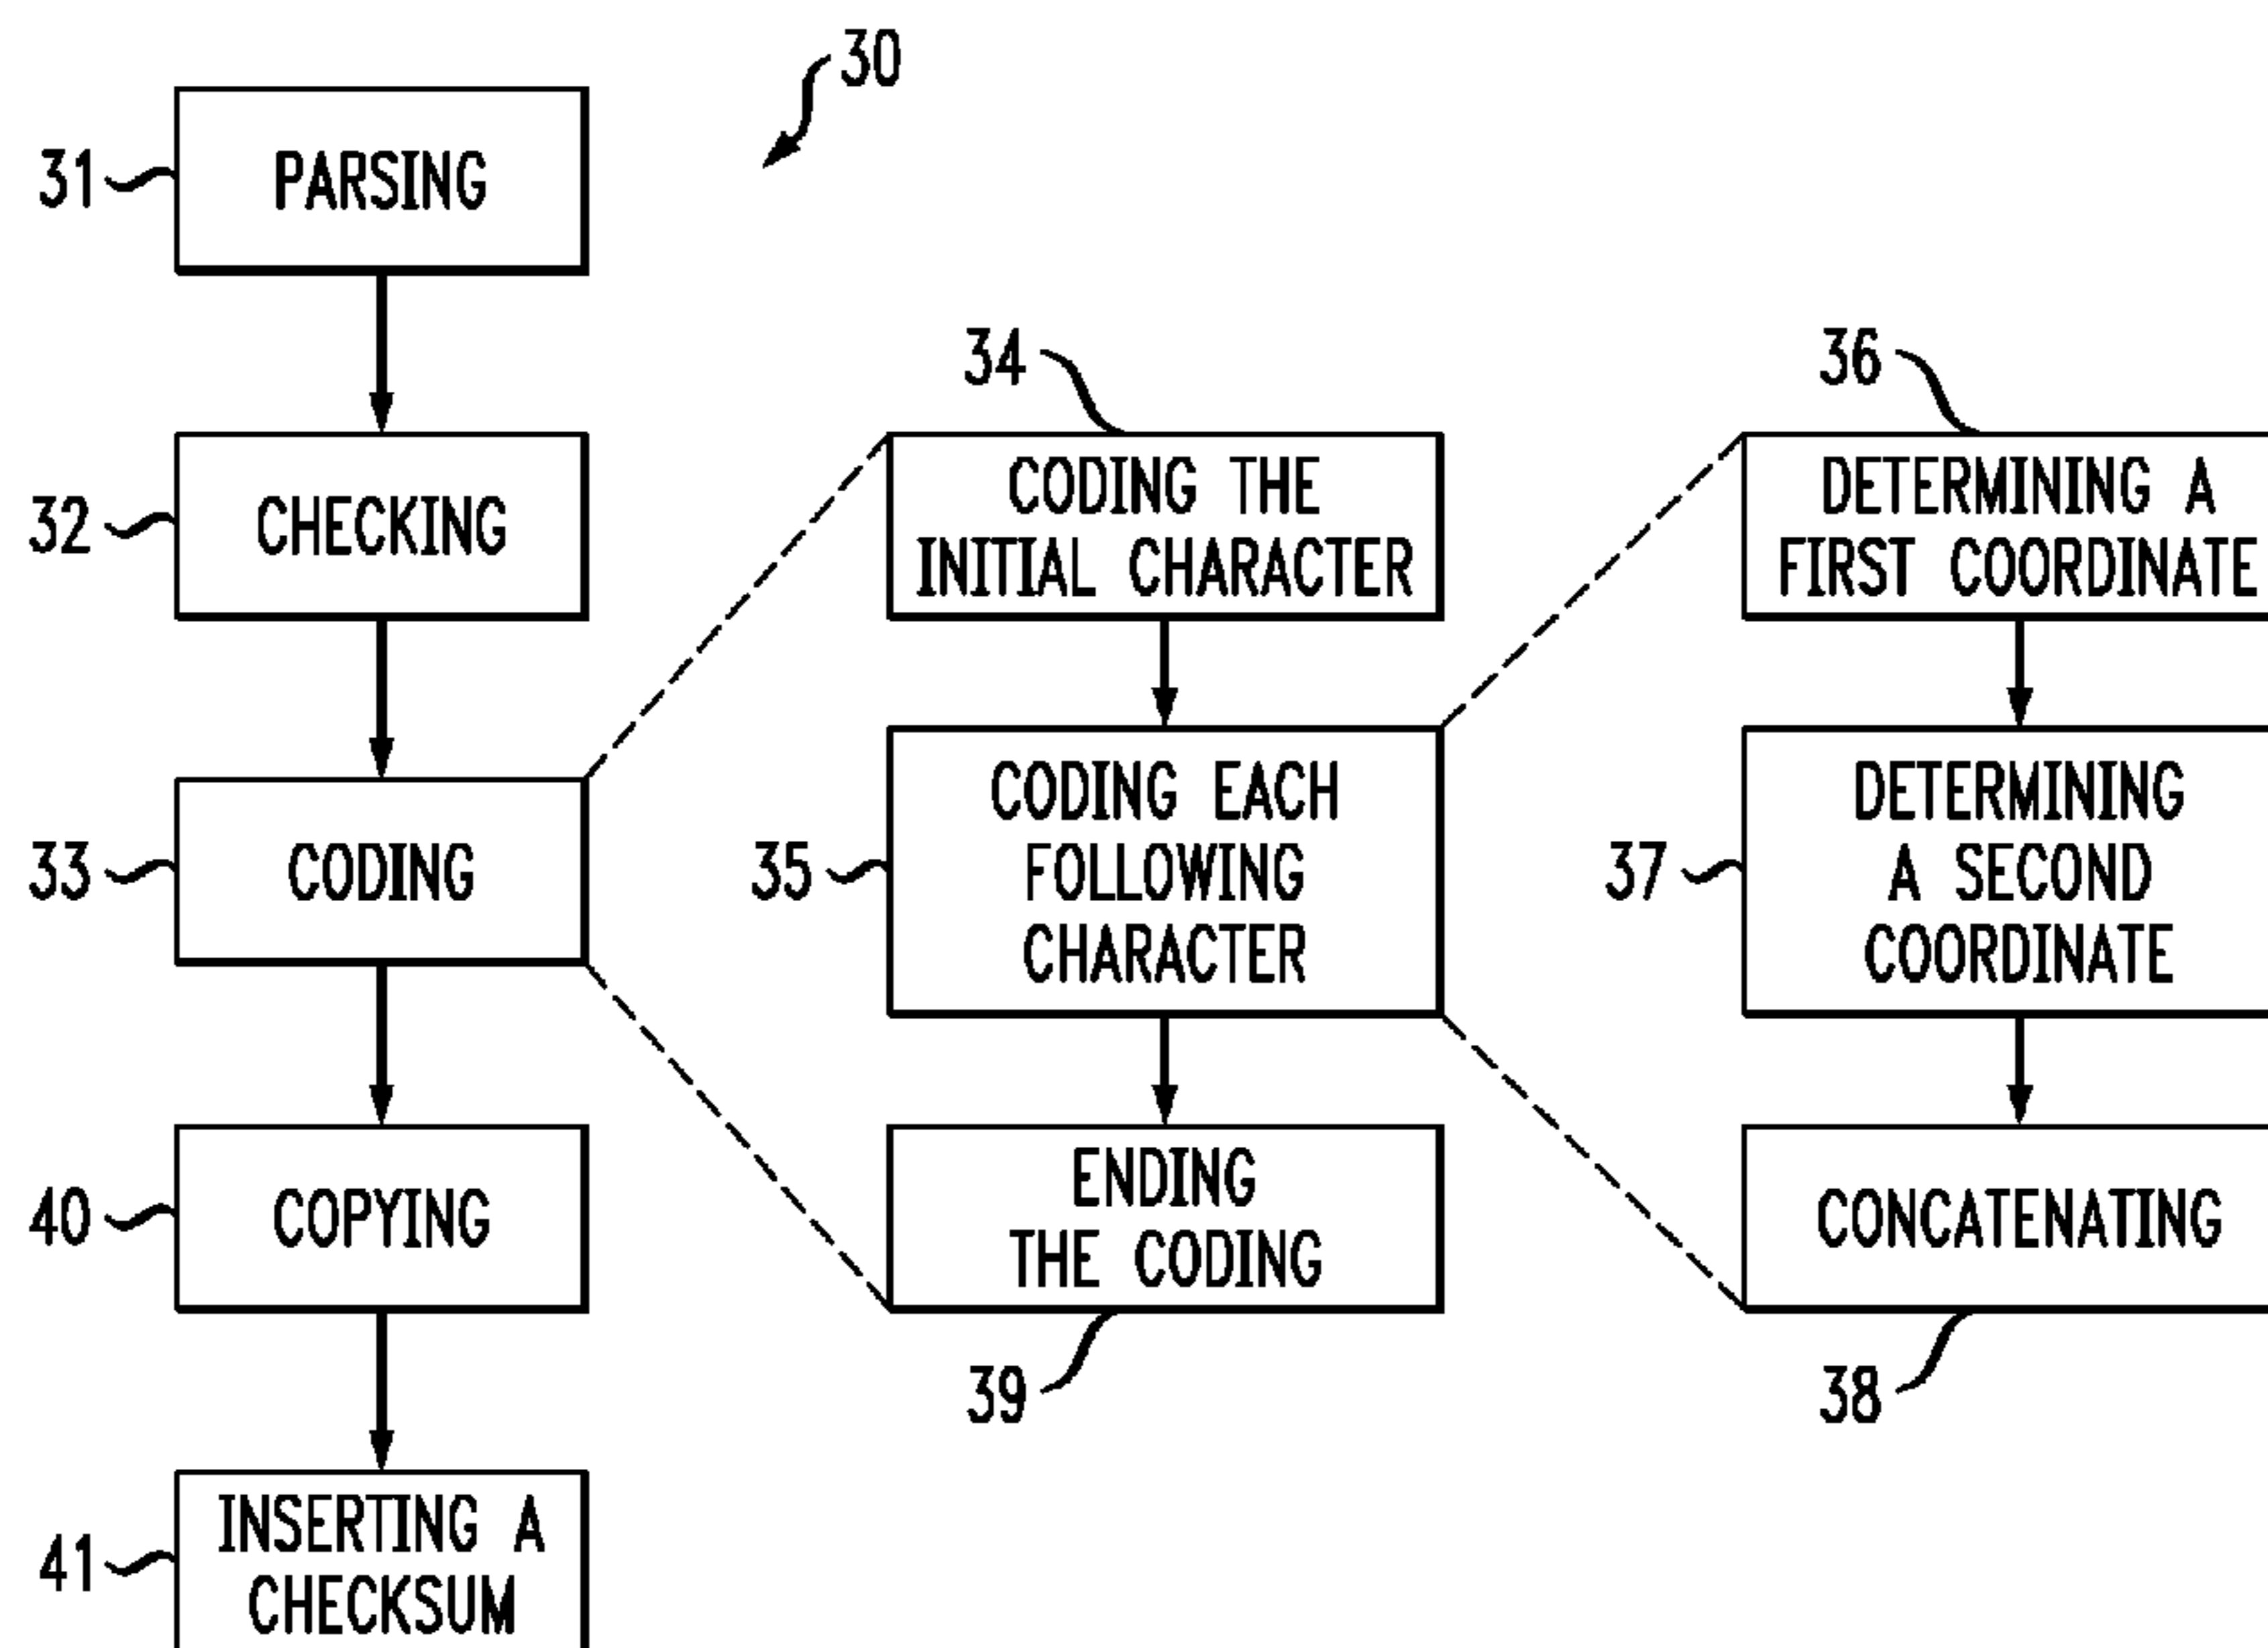 30
31
PARSING
32
CHECKING
33
CODING
40
COPYING
41
INSERTING A
CHECKSUM
34
CODING THE
INITIAL CHARACTER
35
CODING EACH
FOLLOWING
CHARACTER
ENDING
THE CODING
39
36
DETERMINING A
FIRST COORDINATE
37
DETERMINING
A SECOND
COORDINATE
CONCATENATING
38